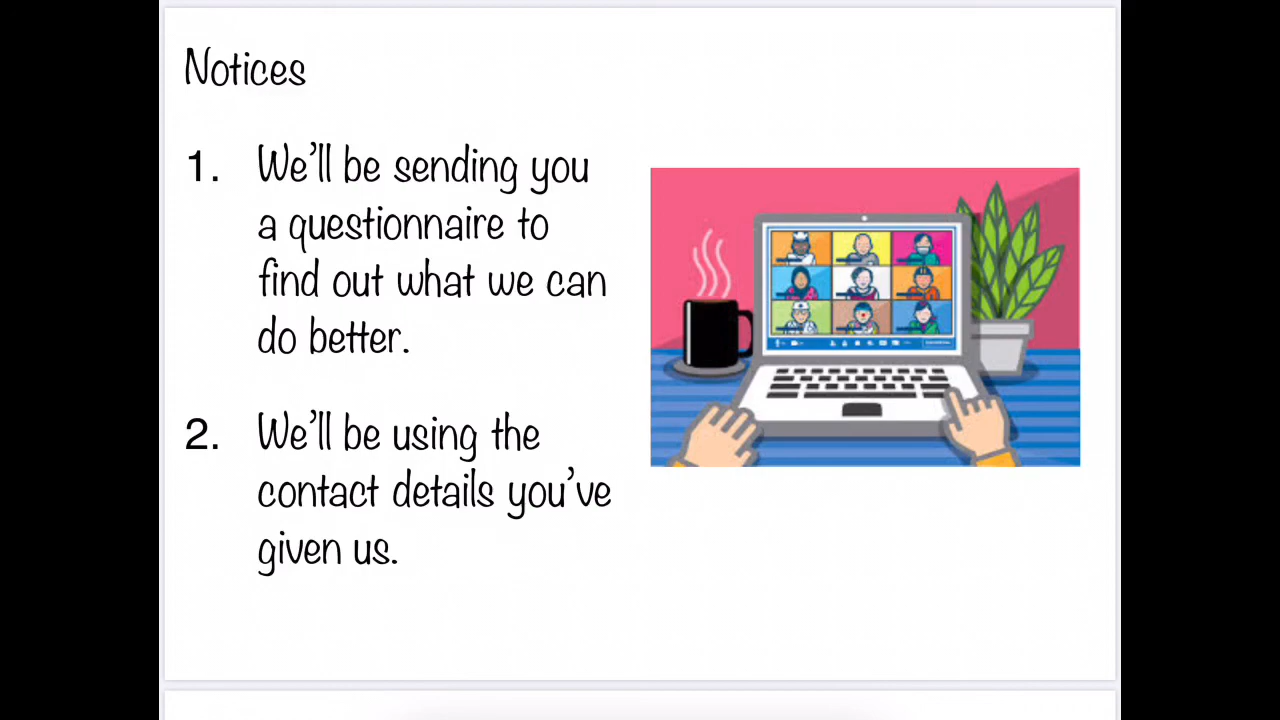 Notices
1. We'll be sending you
a questionnaire to
find out what we can
do better.
2. We'll be using the
contact details you've
given us.